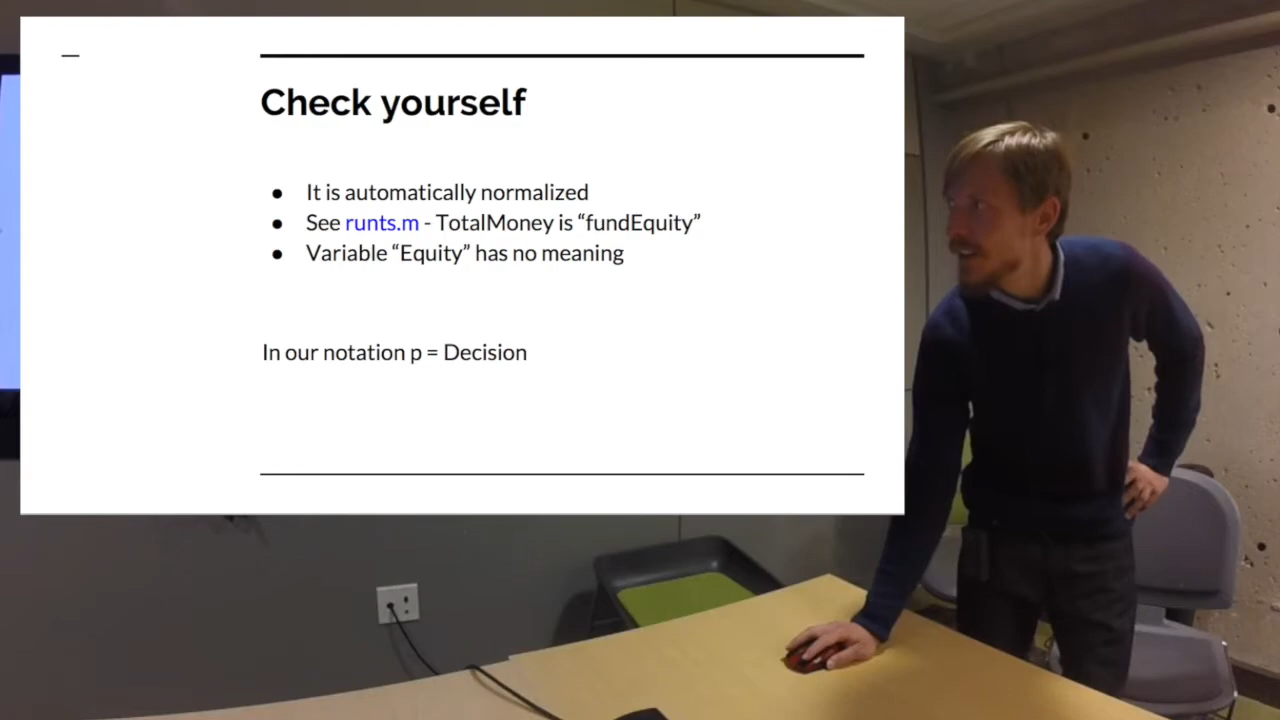 Check yourself
● It is automatically normalized
● See runts.m - TotalMoney is “fundEquity”
● Variable “Equity” has no meaning
In our notation p = Decision